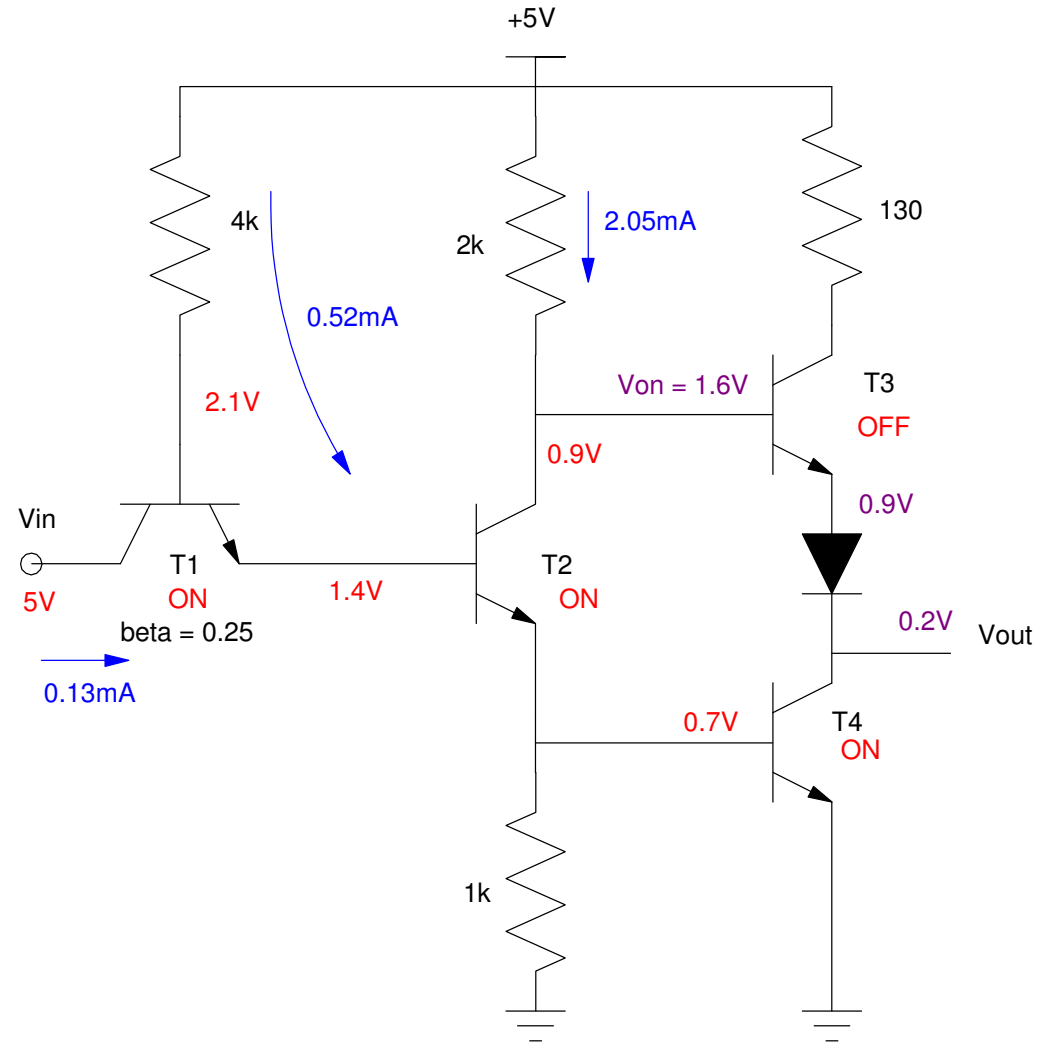 +5V
4k
2k
2.05mA
130
0.52mA
2.1V
Von = 1.6V
T3
OFF
0.9V
0.9V
Vin
5V
T1
ON
beta = 0.25
1.4V
T2
ON
0.13mA
0.2V
Vout
0.7V
T4
ON
1k